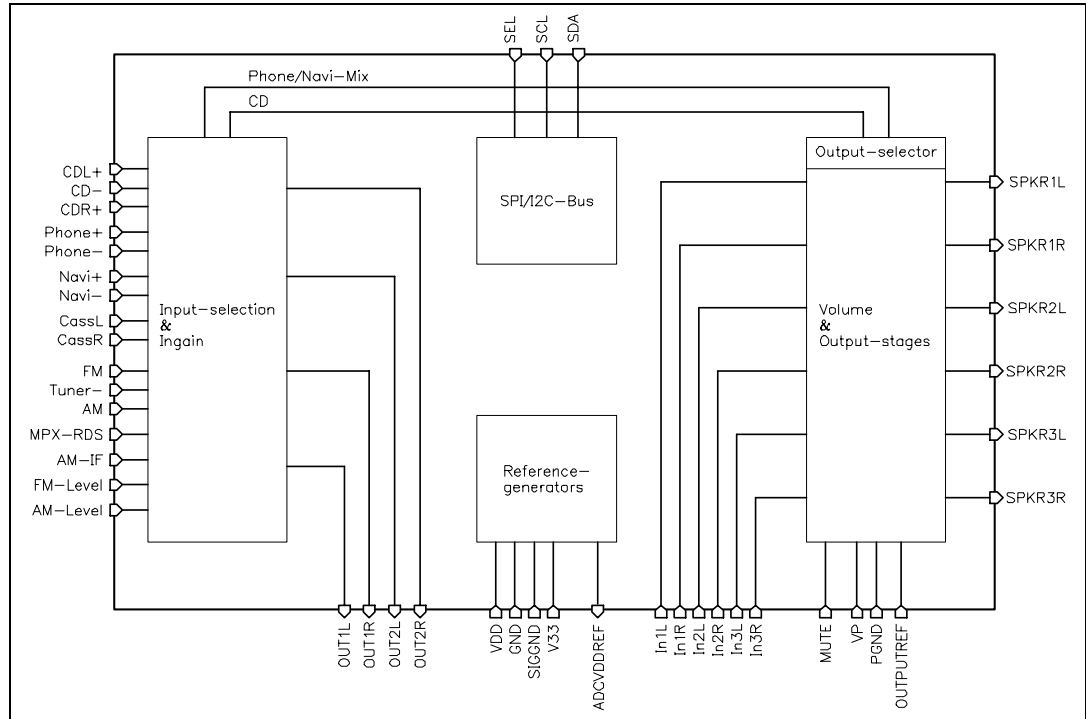 SEL
SCL
SDA
Phone/Navi-Mix
CD
CDL+
CD-
CDR+
Phone+
Phone-
Navi+
Navi-
CassL
CassR
FM
Tuner-
AM
MPX-RDS
AM-IF
FM-Level
AM-Level
Input-selection
&
Ingain
SPI/I2C-Bus
Reference-
generators
Output-selector
Volume
&
Output-stages
SPKR1L
SPKR1R
SPKR2L
SPKR2R
SPKR3L
SPKR3R
OUT1L
OUT1R
OUT2L
OUT2R
VDD
GND
SIGGND
V33
ADCVDDREF
In1L
In1R
In2L
In2R
In3L
In3R
MUTE
VP
PGND
OUTPUTREF